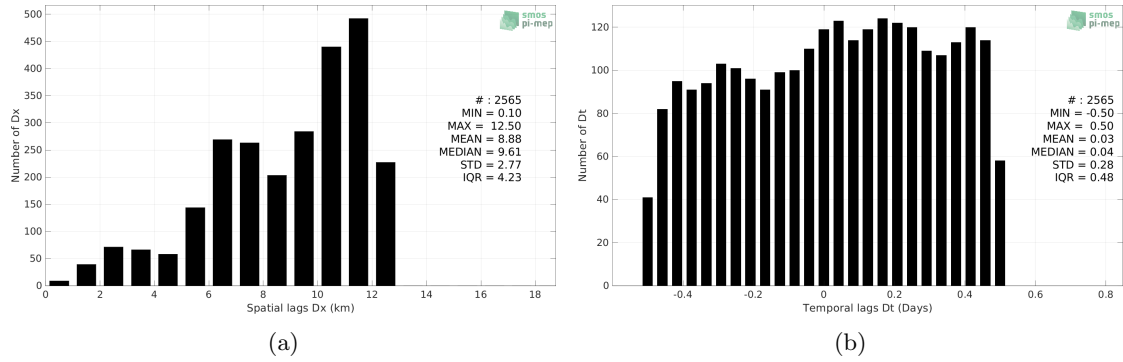 500
450
400
350
300
250
200
150
100
50
0
Number of Dx
smos
pi-mep
# : 2565
MIN = 0.10
MAX = 12.50
MEAN = 8.88
MEDIAN = 9.61
STD = 2.77
IQR = 4.23
0 2 4 6 8 10 12 14 16 18
Spatial lags Dx (km)
(a)
120
100
80
60
40
20
0
Number of Dt
smos
pi-mep
# : 2565
MIN = -0.50
MAX = 0.50
MEAN = 0.03
MEDIAN = 0.04
STD = 0.28
IQR = 0.48
-0.4 -0.2 0 0.2 0.4 0.6 0.8
Temporal lags Dt (Days)
(b)